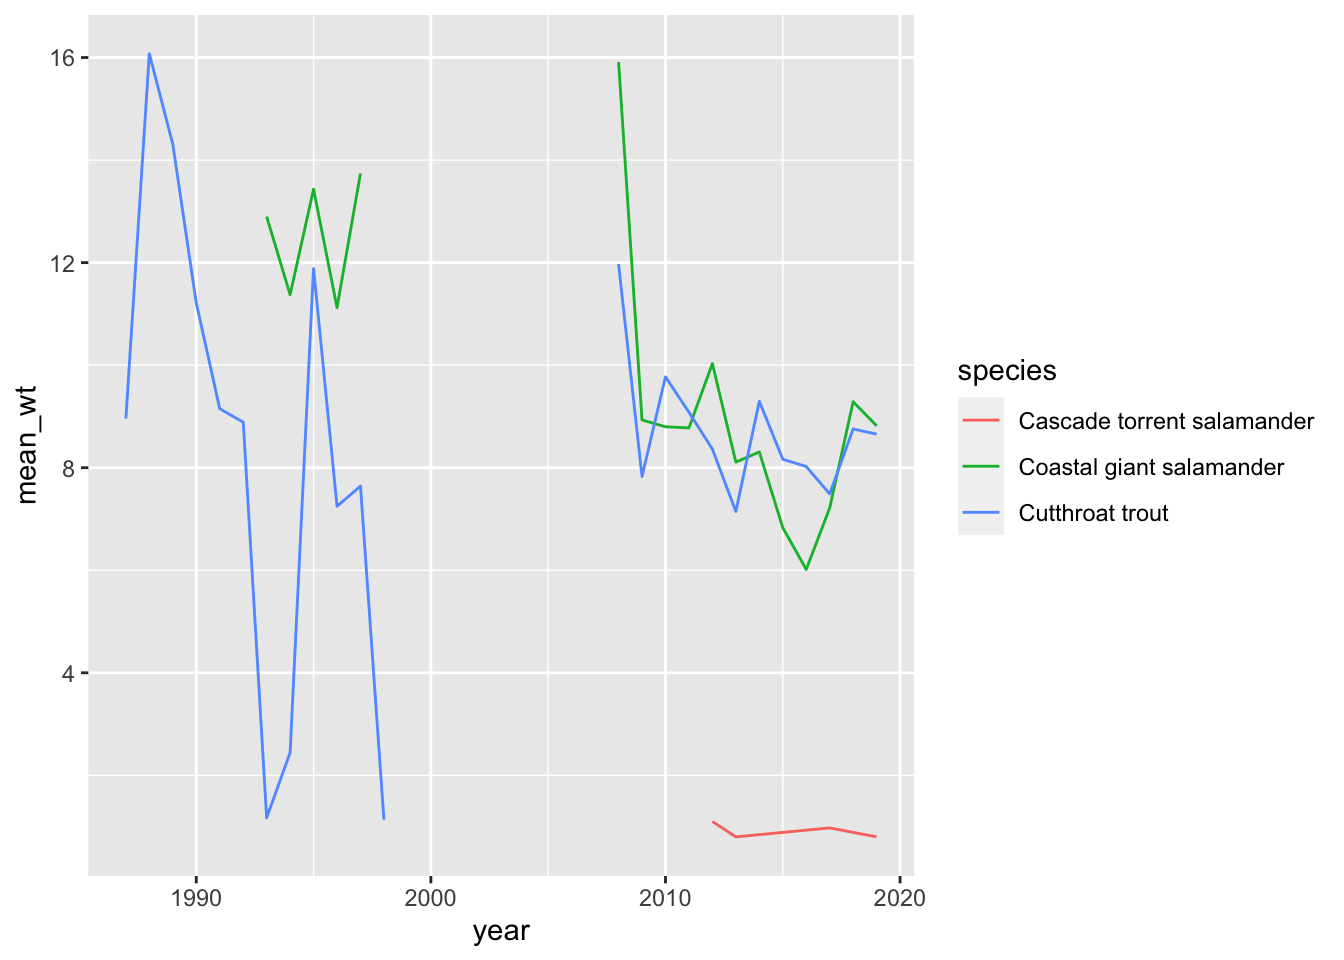 16
12
8
4
mean_wt
1990 2000 2010 2020
year
species
Cascade torrent salamander
Coastal giant salamander
Cutthroat trout